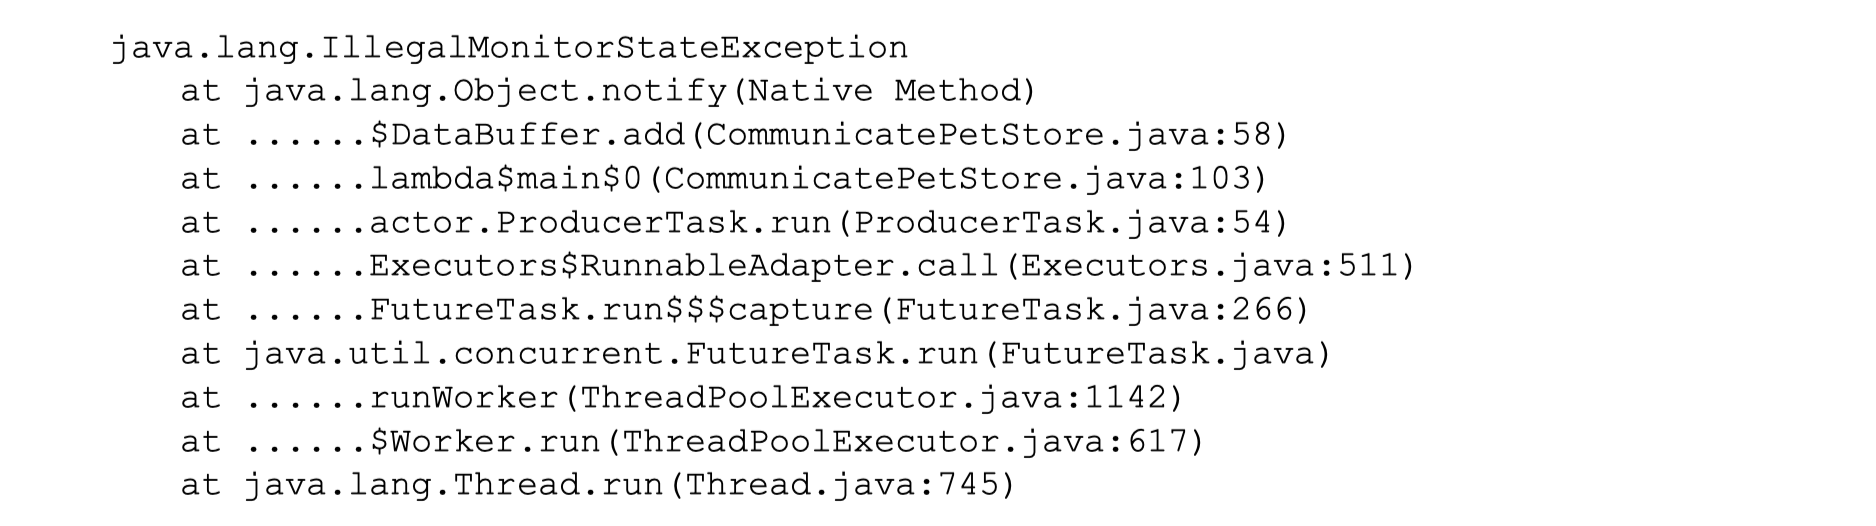 java.lang.IllegalMonitorStateException
at java.lang.Object.notify(Native Method)
at ......$DataBuffer.add(CommunicatePetStore.java:58)
at ......lambda$main$0(CommunicatePetStore.java:103)
at ......actor.ProducerTask.run(ProducerTask.java:54)
at ......Executors$RunnableAdapter.call(Executors.java:511)
at ......FutureTask.run$$$capture(FutureTask.java:266)
at java.util.concurrent.FutureTask.run(FutureTask.java)
at ......runWorker(ThreadPoolExecutor.java:1142)
at ......$Worker.run(ThreadPoolExecutor.java:617)
at java.lang.Thread.run(Thread.java:745)